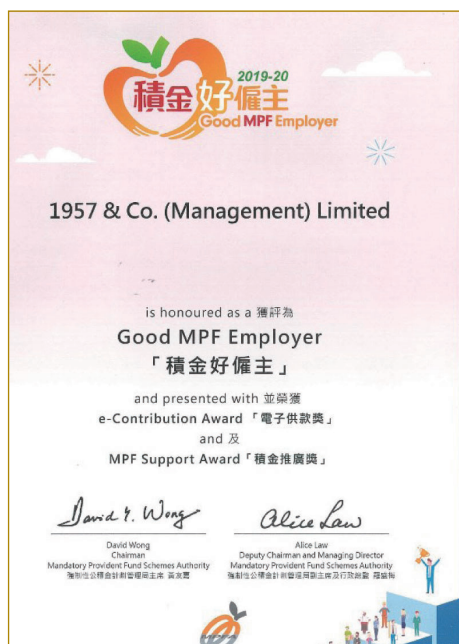 2019-20
積金好僱主
Good MPF Employer
1957 & Co. (Management) Limited
is honoured as a 獲評為
Good MPF Employer
「積金好僱主」
and presented with 並榮獲
e-Contribution Award「電子供款獎」
and 及
MPF Support Award「積金推廣獎」
David Y. Wong
Alice Law
David Wong
Alice Law
Chairman
Deputy Chairman and Managing Director
Mandatory Provident Fund Schemes Authority
Mandatory Provident Fund Schemes Authority
強制性公積金計劃管理局主席 黃友嘉
強制性公積金計劃管理局副主席及行政總監 羅盛梅